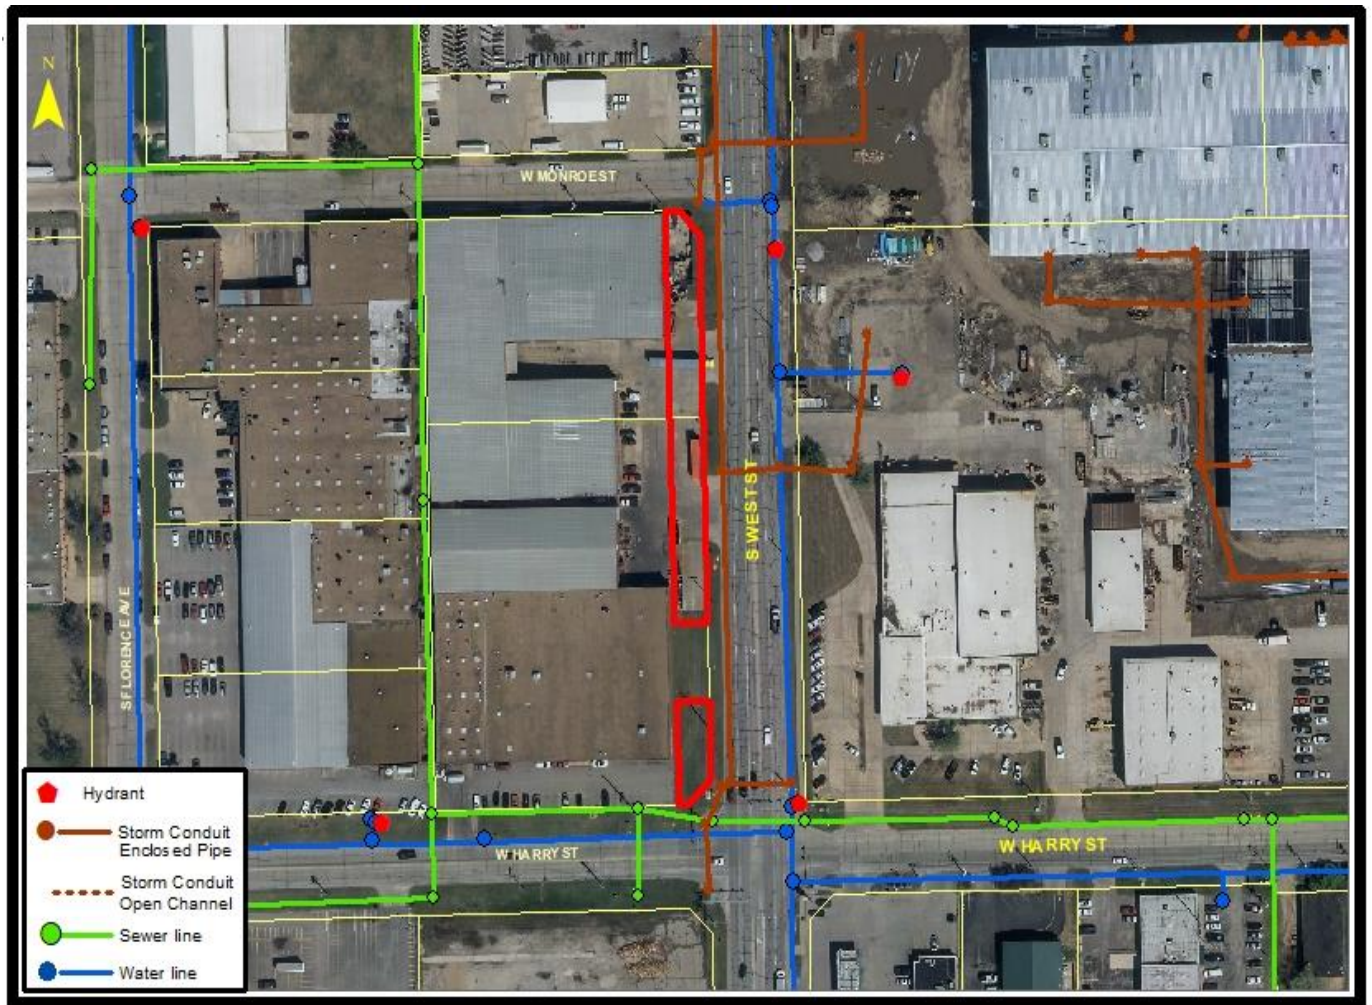 N
W MONROE ST
S WEST ST
S FLORENCE AVE
W HARRY ST
W HARRY ST
Hydrant
Storm Conduit
Enclosed Pipe
Storm Conduit
Open Channel
Sewer line
Water line